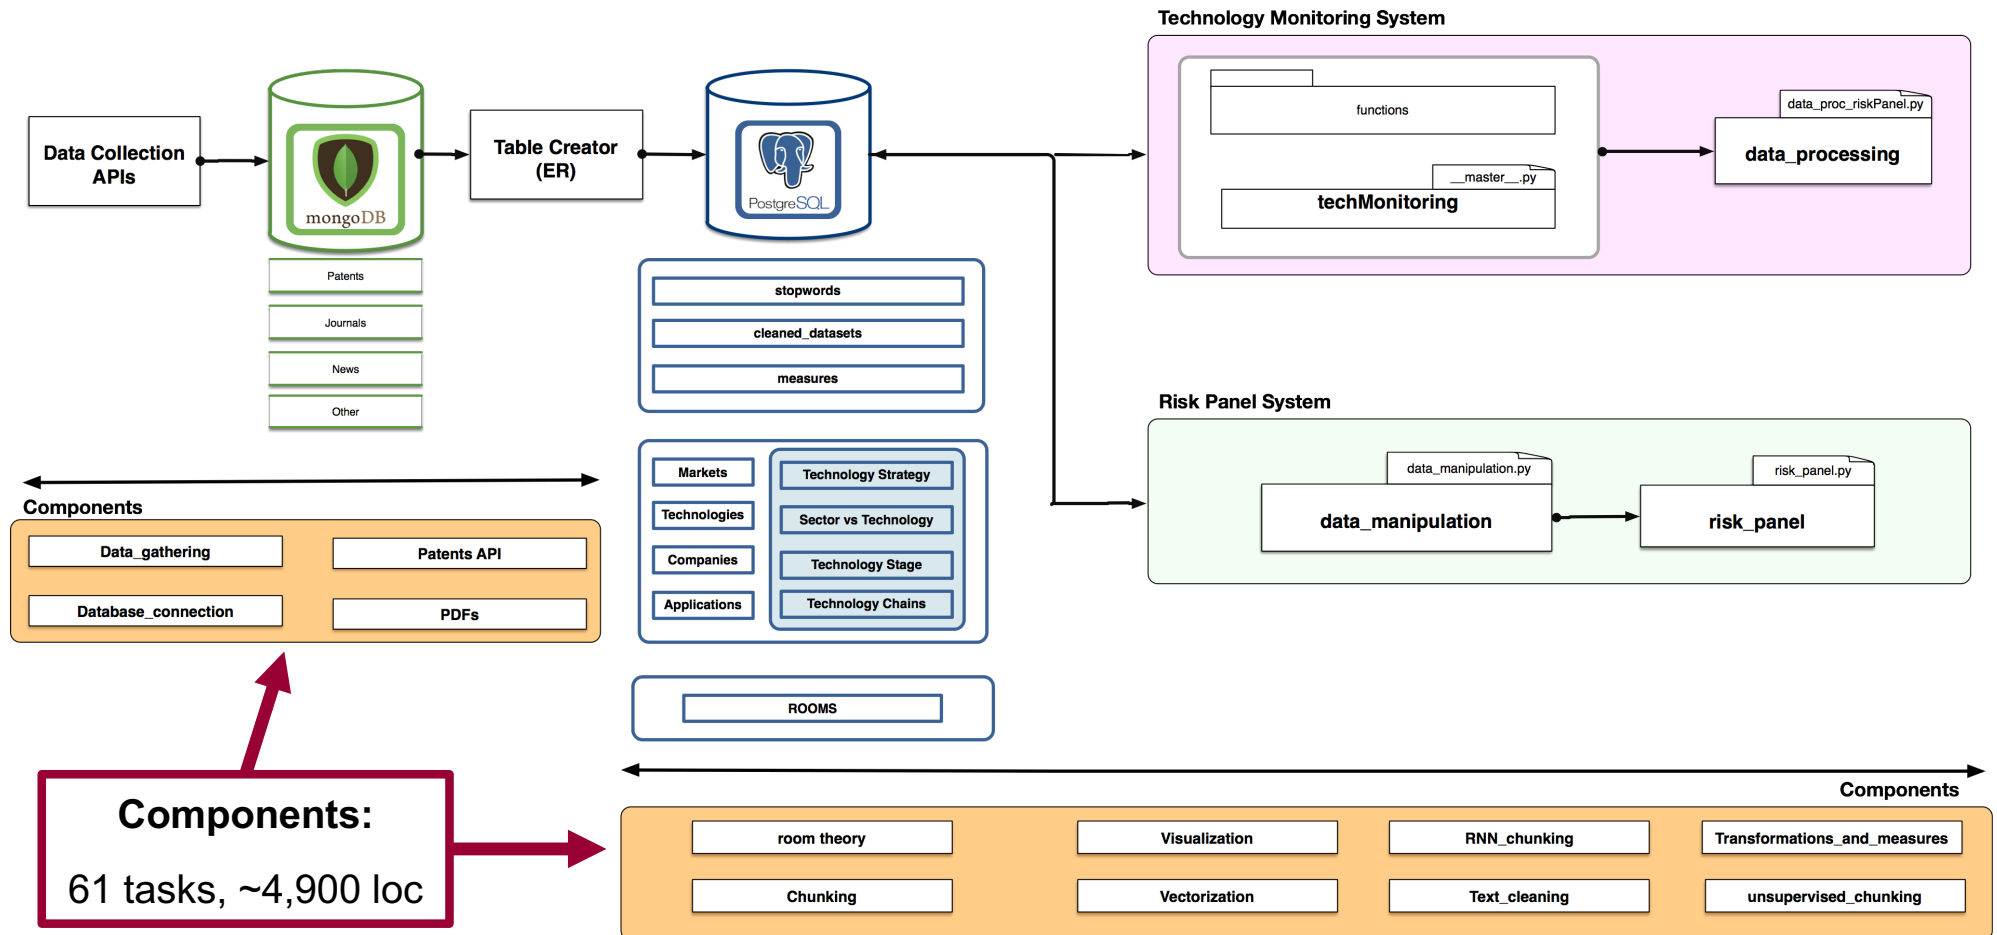 Technology Monitoring System
functions
data_proc_riskPanel.py
data_processing
__master__.py
techMonitoring
Data Collection
APIs
mongoDB
Table Creator
(ER)
PostgreSQL
Patents
Journals
News
Other
stopwords
cleaned_datasets
measures
Markets
Technologies
Companies
Applications
Technology Strategy
Sector vs Technology
Technology Stage
Technology Chains
ROOMS
Risk Panel System
data_manipulation.py
data_manipulation
risk_panel.py
risk_panel
Components
Data_gathering
Patents API
Database_connection
PDFs
Components:
61 tasks, ~4,900 loc
Components
room theory
Visualization
RNN_chunking
Transformations_and_measures
Chunking
Vectorization
Text_cleaning
unsupervised_chunking